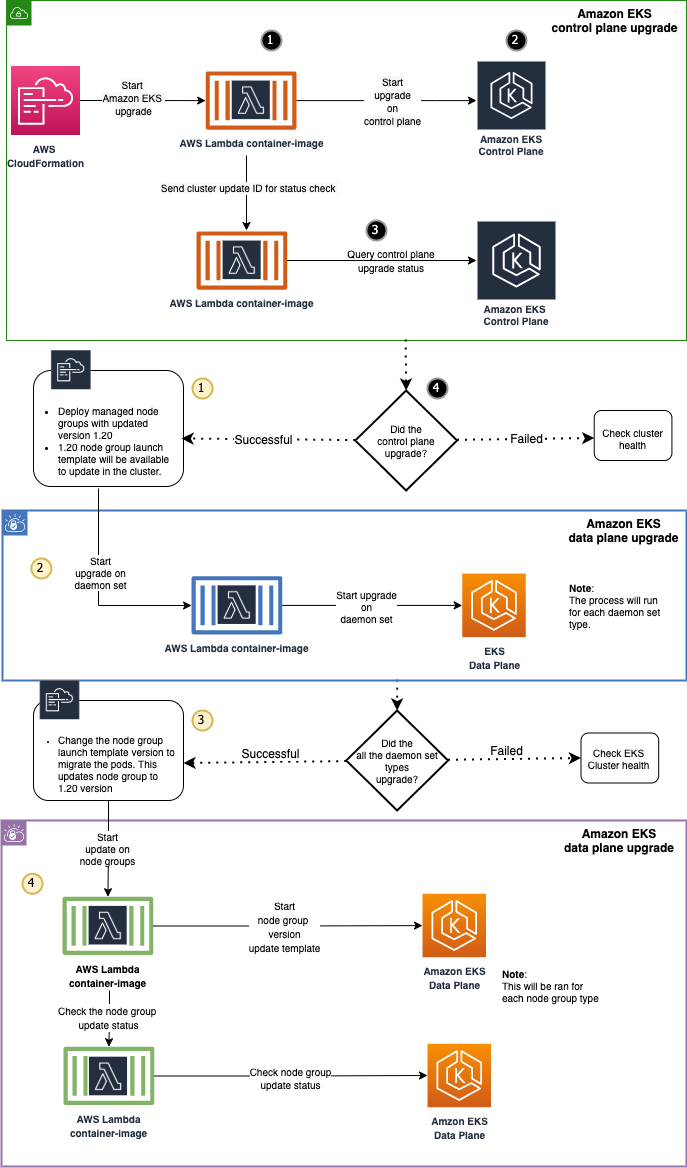 Amazon EKS
control plane upgrade
1
2
Start
Amazon EKS
upgrade
Start
upgrade
on
control plane
AWS
CloudFormation
AWS Lambda container-image
Amazon EKS
Control Plane
Send cluster update ID for status check
3
Query control plane
upgrade status
AWS Lambda container-image
Amazon EKS
Control Plane
1
4
• Deploy managed node
groups with updated
version 1.20
• 1.20 node group launch
template will be available
to update in the cluster.
Successful
Did the
control plane
upgrade?
Failed
Check cluster
health
Amazon EKS
data plane upgrade
2
Start
upgrade on
daemon set
Start upgrade
on
daemon set
AWS Lambda container-image
EKS
Data Plane
Note:
The process will run
for each daemon set
type.
3
• Change the node group
launch template version to
migrate the pods. This
updates node group to
1.20 version
Successful
Did the
all the daemon set
types
upgrade?
Failed
Check EKS
Cluster health
Amazon EKS
data plane upgrade
Start
update on
node groups
4
Start
node group
version
update template
AWS Lambda
container-image
Amazon EKS
Data Plane
Note:
This will be ran for
each node group type
Check the node group
update status
Check node group
update status
AWS Lambda
container-image
Amzon EKS
Data Plane